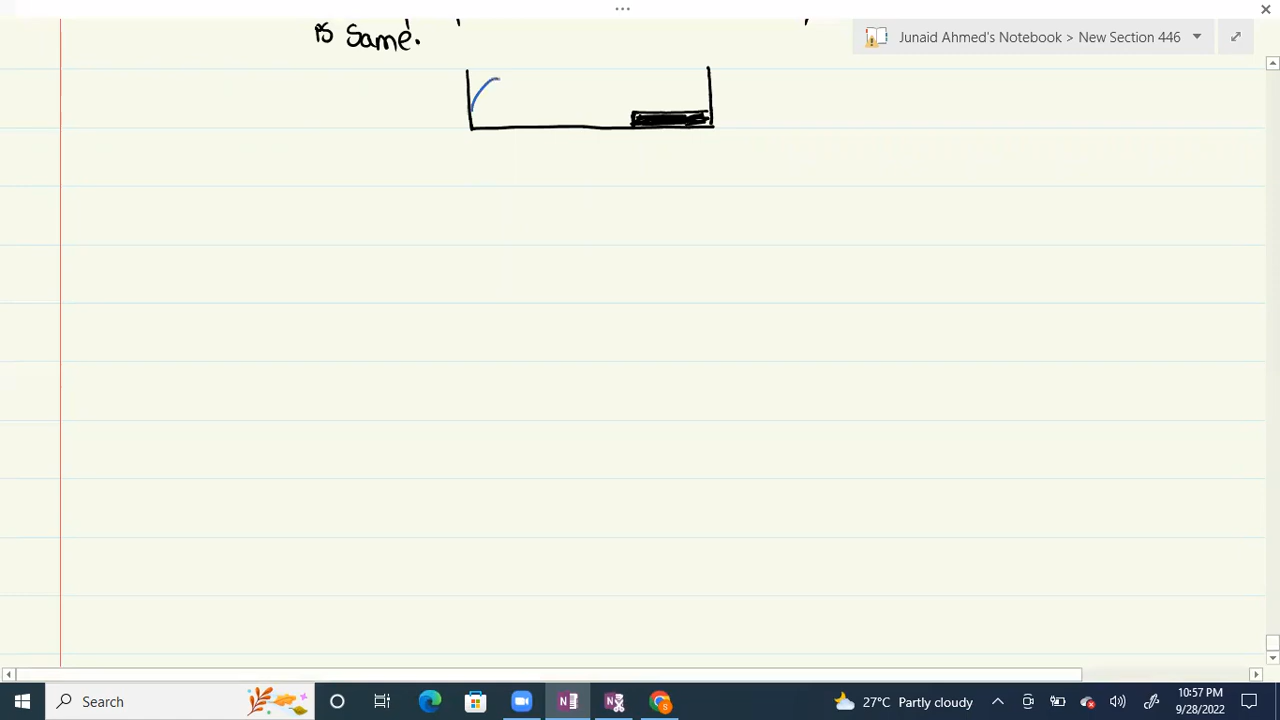 is Same.
Junaid Ahmed's Notebook > New Section 446
Search
27°C Partly cloudy
10:57 PM
9/28/2022